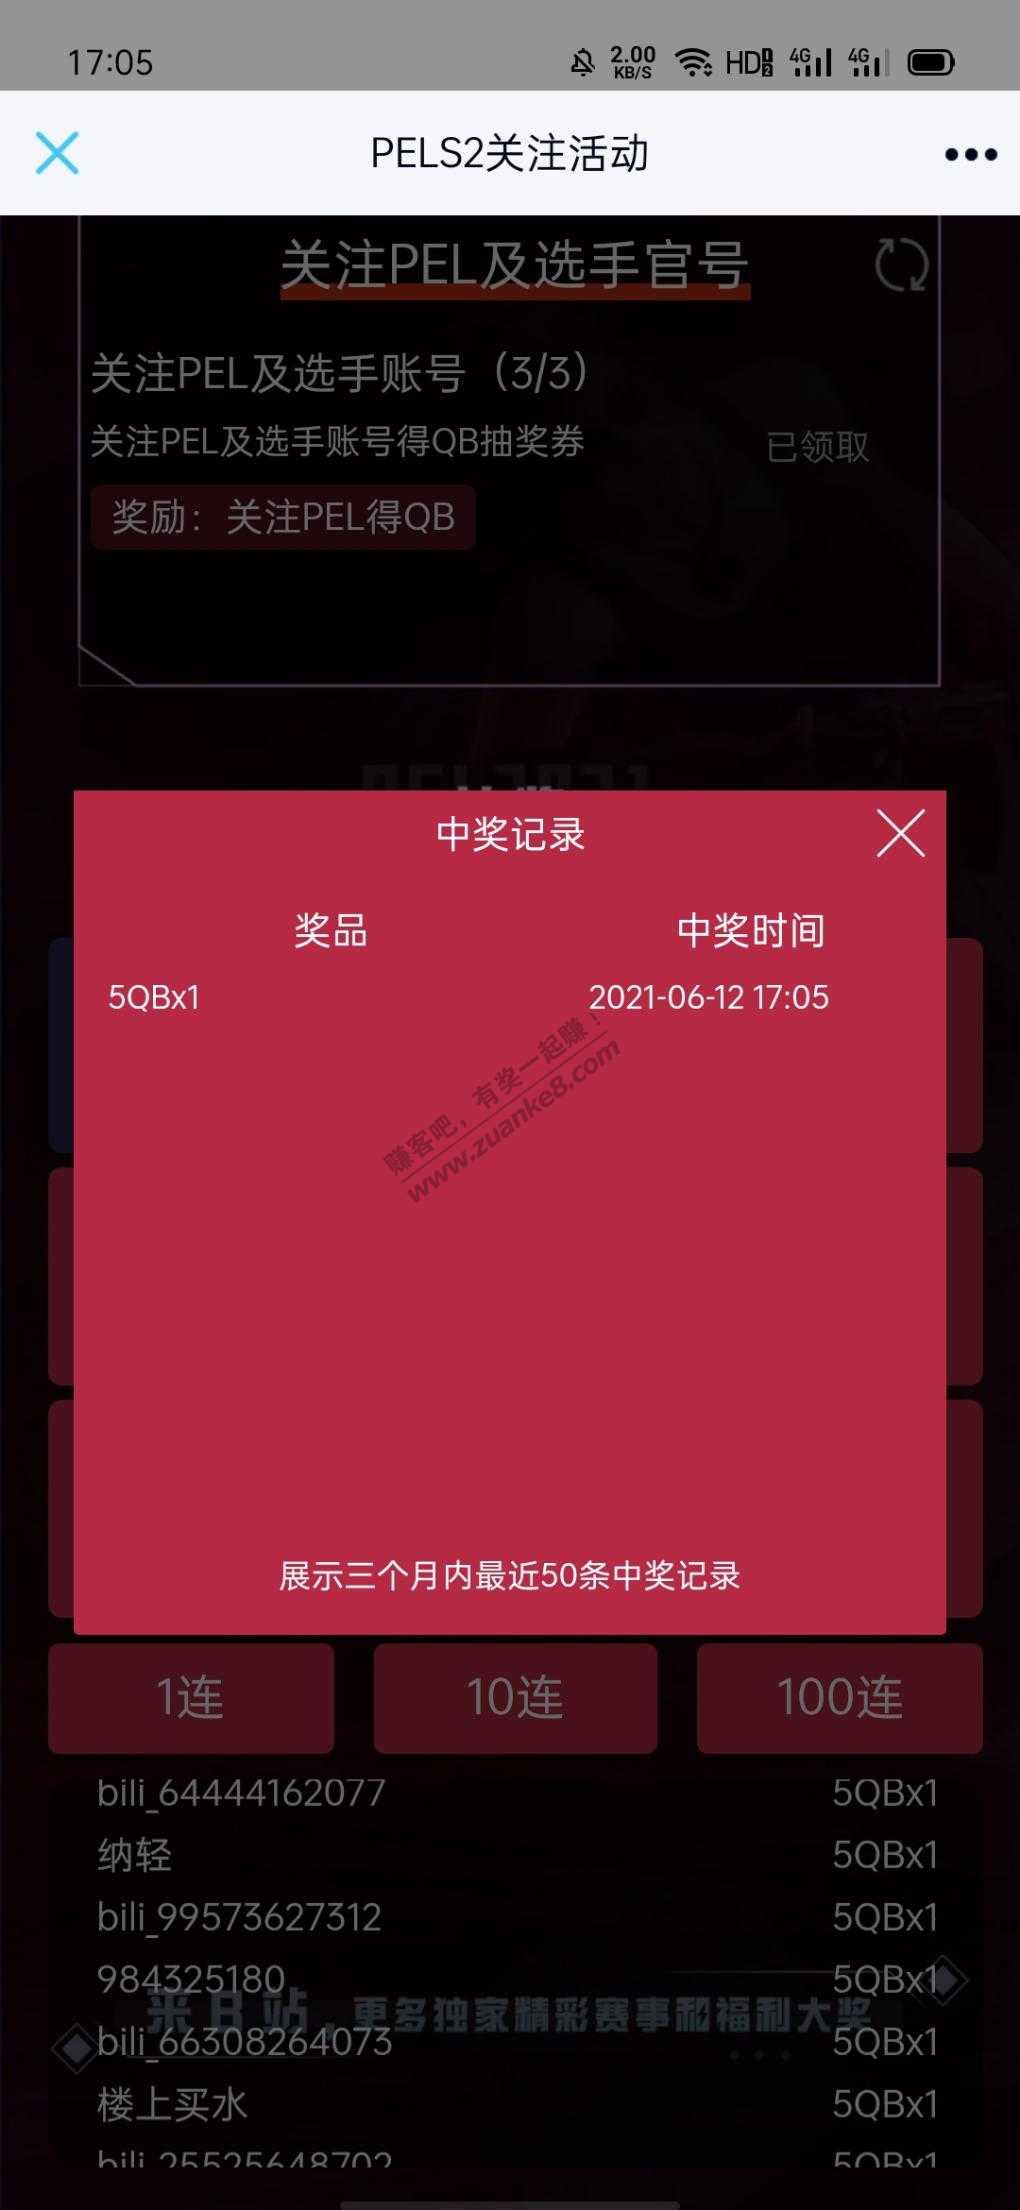 17:05
2.00
KB/S
HD
1
2
4G
4G
PELS2关注活动
关注PEL及选手官号
关注PEL及选手账号（3/3）
关注PEL及选手账号得QB抽奖券
已领取
奖励：关注PEL得QB
中奖记录
奖品
中奖时间
5QBx1
2021-06-12 17:05
赚客吧，有奖一起赚！
www.zuanke8.com
展示三个月内最近50条中奖记录
1连
10连
100连
bili_64444162077
5QBx1
纳轻
5QBx1
bili_99573627312
5QBx1
984325180
5QBx1
来B站，更多独家精彩赛事和福利大奖
bili_66308264073
5QBx1
楼上买水
5QBx1
bili_25525648702
5QBx1